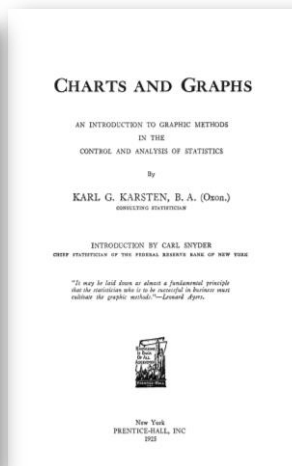 CHARTS AND GRAPHS
AN INTRODUCTION TO GRAPHIC METHODS
IN THE
CONTROL AND ANALYSIS OF STATISTICS
By
KARL G. KARSTEN, B. A. (Oxon.)
CONSULTING STATISTICIAN
INTRODUCTION BY CARL SNYDER
CHIEF STATISTICIAN OF THE FEDERAL RESERVE BANK OF NEW YORK
"It may be laid down as almost a fundamental principle
that the statistician who is to be successful in business must
cultivate the graphic methods."—Leonard Ayers.
PRENTICE HALL
New York
PRENTICE-HALL, INC
1923